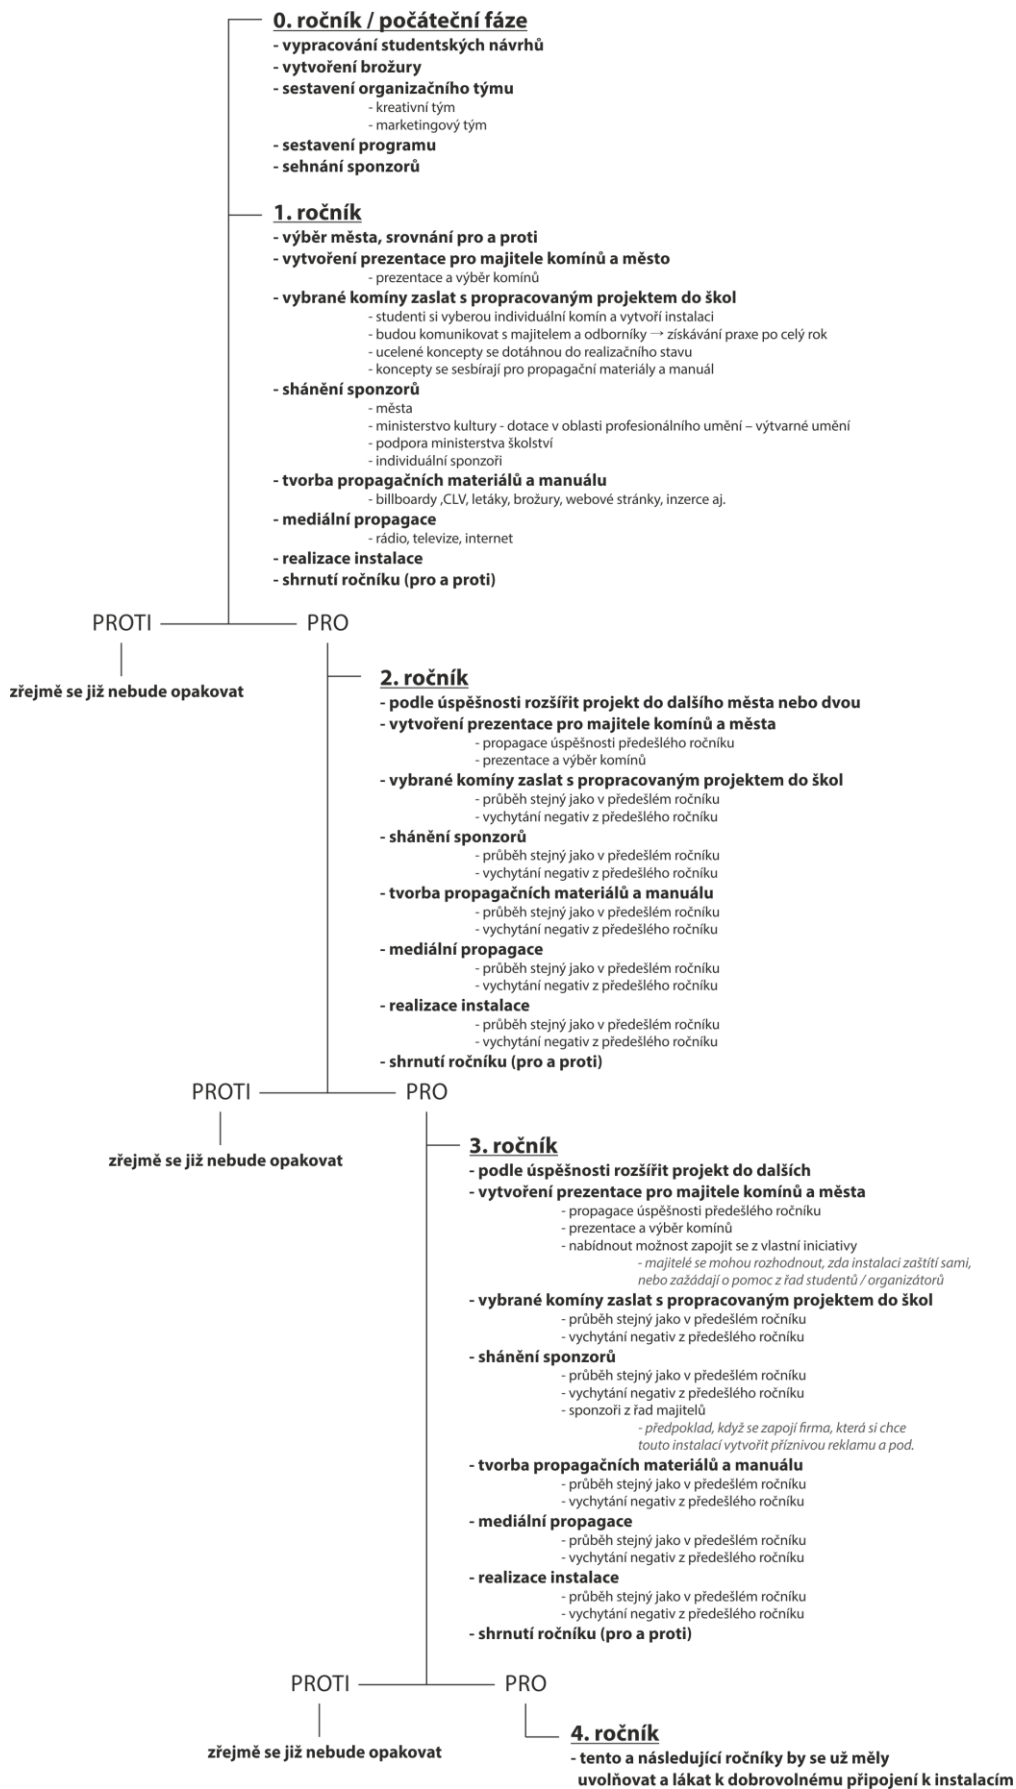 0. ročník / počáteční fáze
- vypracování studentských návrhů
- vytvoření brožury
- sestavení organizačního týmu
- kreativní tým
- marketingový tým
- sestavení programu
- sehnání sponzorů
1. ročník
- výběr města, srovnání pro a proti
- vytvoření prezentace pro majitele komínů a město
- prezentace a výběr komínů
- vybrané komíny zaslat s propracovaným projektem do škol
- studenti si vyberou individuální komín a vytvoří instalaci
- budou komunikovat s majitelem a odborníky → získávání praxe po celý rok
- ucelené koncepty se dotáhnou do realizačního stavu
- koncepty se sesbírají pro propagační materiály a manuál
- shánění sponzorů
- města
- ministerstvo kultury - dotace v oblasti profesionálního umění – výtvarné umění
- podpora ministerstva školství
- individuální sponzoři
- tvorba propagačních materiálů a manuálu
- billboardy ,CLV, letáky, brožury, webové stránky, inzerce aj.
- mediální propagace
- rádio, televize, internet
- realizace instalace
- shrnutí ročníku (pro a proti)
PROTI PRO
zřejmě se již nebude opakovat
2. ročník
- podle úspěšnosti rozšířit projekt do dalšího města nebo dvou
- vytvoření prezentace pro majitele komínů a města
- propagace úspěšnosti předešlého ročníku
- prezentace a výběr komínů
- vybrané komíny zaslat s propracovaným projektem do škol
- průběh stejný jako v předešlém ročníku
- vychytání negativ z předešlého ročníku
- shánění sponzorů
- průběh stejný jako v předešlém ročníku
- vychytání negativ z předešlého ročníku
- tvorba propagačních materiálů a manuálu
- průběh stejný jako v předešlém ročníku
- vychytání negativ z předešlého ročníku
- mediální propagace
- průběh stejný jako v předešlém ročníku
- vychytání negativ z předešlého ročníku
- realizace instalace
- průběh stejný jako v předešlém ročníku
- vychytání negativ z předešlého ročníku
- shrnutí ročníku (pro a proti)
PROTI PRO
zřejmě se již nebude opakovat
3. ročník
- podle úspěšnosti rozšířit projekt do dalších
- vytvoření prezentace pro majitele komínů a města
- propagace úspěšnosti předešlého ročníku
- prezentace a výběr komínů
- nabídnout možnost zapojit se z vlastní iniciativy
- majitelé se mohou rozhodnout, zda instalaci zaštítí sami,
nebo zažádají o pomoc z řad studentů / organizátorů
- vybrané komíny zaslat s propracovaným projektem do škol
- průběh stejný jako v předešlém ročníku
- vychytání negativ z předešlého ročníku
- shánění sponzorů
- průběh stejný jako v předešlém ročníku
- vychytání negativ z předešlého ročníku
- sponzoři z řad majitelů
- předpoklad, když se zapojí firma, která si chce
touto instalací vytvořit příznivou reklamu a pod.
- tvorba propagačních materiálů a manuálu
- průběh stejný jako v předešlém ročníku
- vychytání negativ z předešlého ročníku
- mediální propagace
- průběh stejný jako v předešlém ročníku
- vychytání negativ z předešlého ročníku
- realizace instalace
- průběh stejný jako v předešlém ročníku
- vychytání negativ z předešlého ročníku
- shrnutí ročníku (pro a proti)
PROTI PRO
zřejmě se již nebude opakovat
4. ročník
- tento a následující ročníky by se už měly
uvolňovat a lákat k dobrovolnému připojení k instalacím